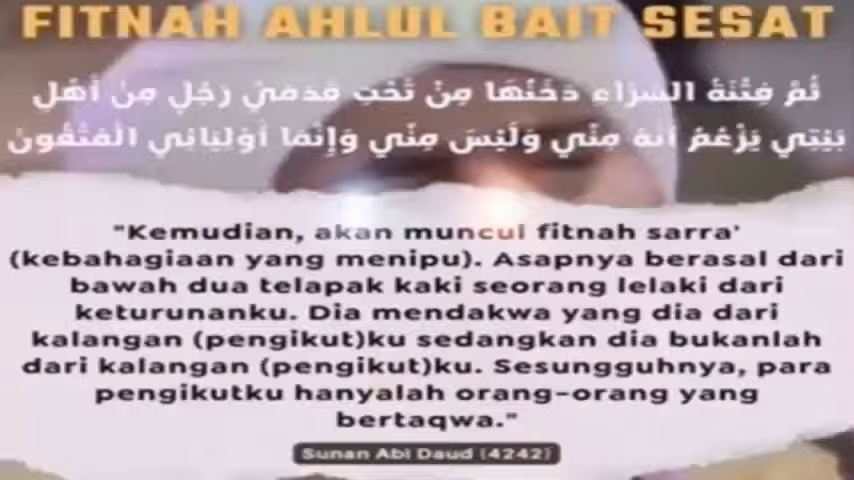 FITNAH AHLUL BAIT SESAT
ثُمَّ فِتْنَةُ السَّرَّاءِ دَخَنُهَا مِنْ تَحْتِ قَدَمَيْ رَجُلٍ مِنْ أَهْلِ
بَيْتِي يَزْعُمُ أَنَّهُ مِنِّي وَلَيْسَ مِنِّي وَإِنَّمَا أَوْلِيَائِي الْمُتَّقُونَ
"Kemudian, akan muncul fitnah sarra'
(kebahagiaan yang menipu). Asapnya berasal dari
bawah dua telapak kaki seorang lelaki dari
keturunanku. Dia mendakwa yang dia dari
kalangan (pengikut)ku sedangkan dia bukanlah
dari kalangan (pengikut)ku. Sesungguhnya, para
pengikutku hanyalah orang-orang yang
bertaqwa."
Sunan Abi Daud (4242)